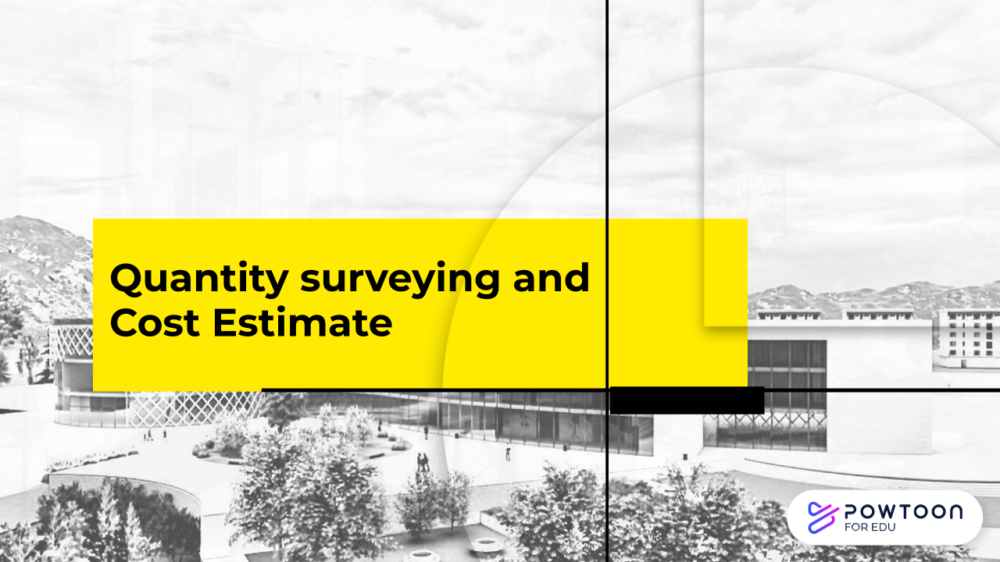 Quantity surveying and
Cost Estimate
POWTOON
FOR EDU